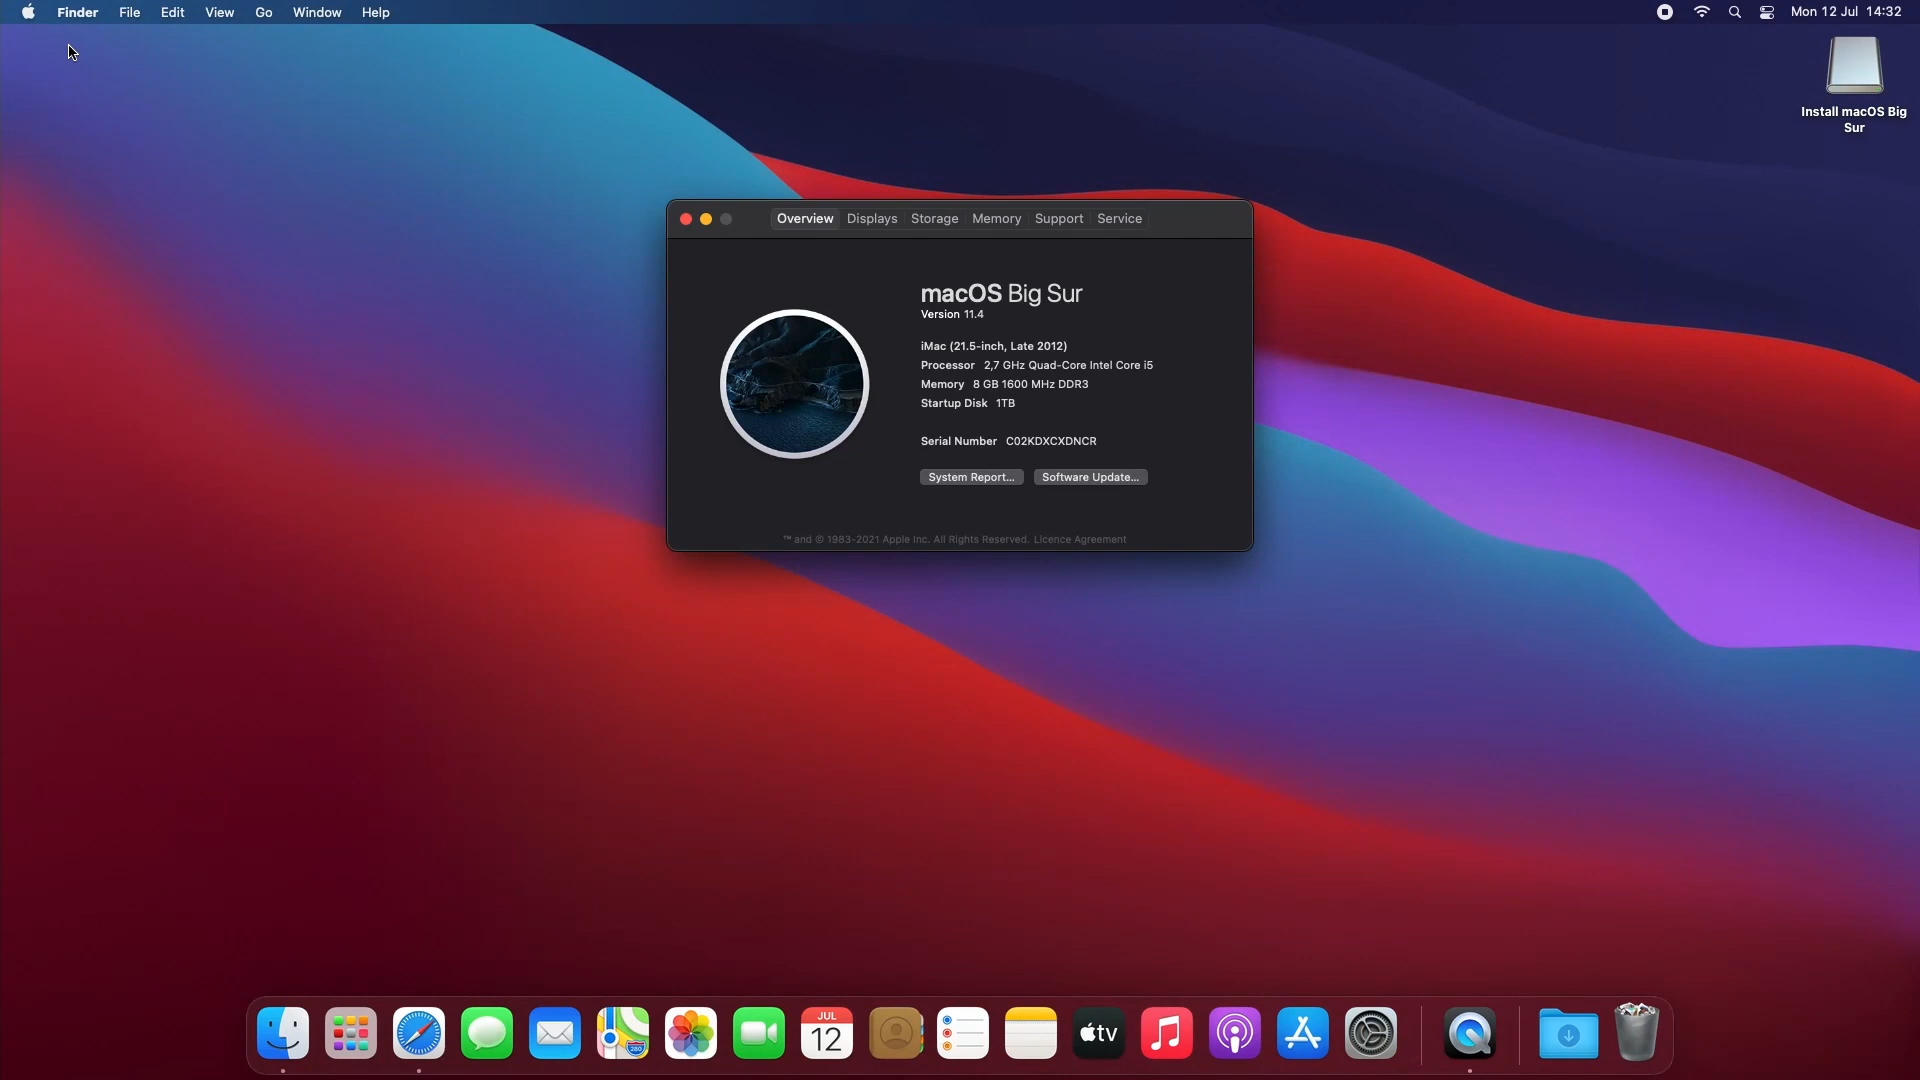 Finder File Edit View Go Window Help
Mon 12 Jul 14:32
Install macOS Big
Sur
Overview Displays Storage Memory Support Service
macOS Big Sur
Version 11.4
iMac (21.5-inch, Late 2012)
Processor 2,7 GHz Quad-Core Intel Core i5
Memory 8 GB 1600 MHz DDR3
Startup Disk 1TB
Serial Number C02KDXCXDNCR
System Report... Software Update...
™ and © 1983-2021 Apple Inc. All Rights Reserved. Licence Agreement
280
JUL
12
tv